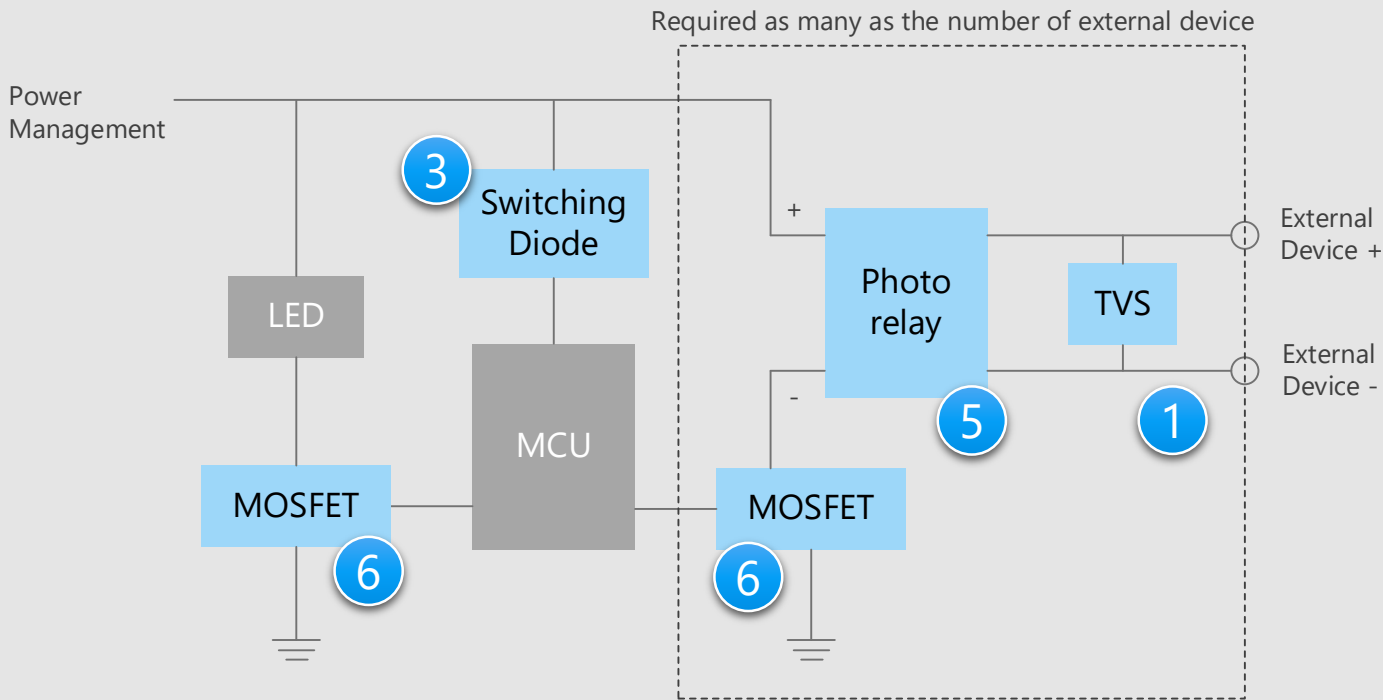 Required as many as the number of external device
Power
Management
3
Switching
Diode
+
External
Device +
LED
Photo
relay
TVS
External
Device -
-
5
1
MCU
MOSFET
MOSFET
6
6